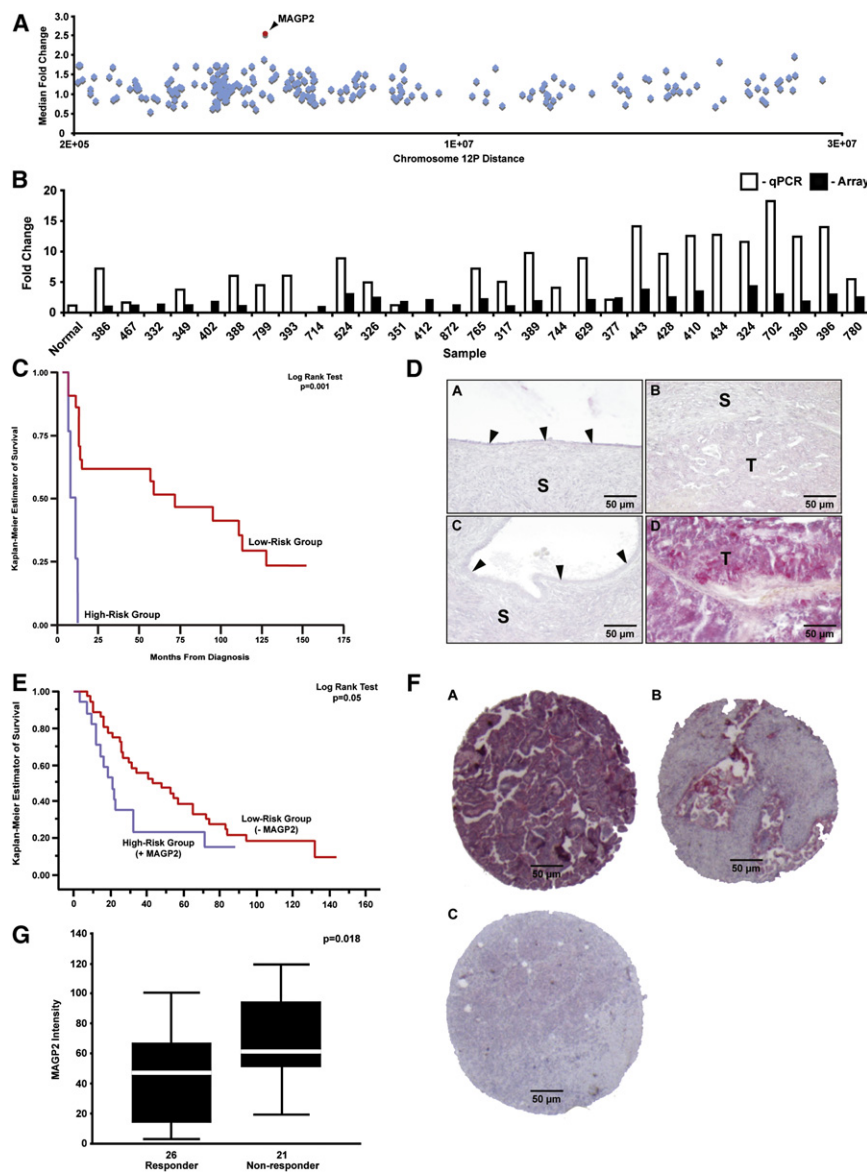 A
Median Fold Change
3.0
2.5
2.0
1.5
1.0
0.5
0
MAGP2
2E+05
1E+07
3E+07
Chromosome 12P Distance
B
- qPCR
- Array
Fold Change
20
15
10
5
0
Normal 386 467 332 349 402 388 799 393 714 524 326 351 412 872 765 317 389 744 629 377 443 428 410 434 324 702 380 396 780
Sample
C
Kaplan-Meier Estimator of Survival
1.00
0.75
0.50
0.25
0.00
Log Rank Test
p=0.001
Low-Risk Group
High-Risk Group
0 25 50 75 100 125 150 175
Months From Diagnosis
D
A
S
50 µm
B
S
T
50 µm
C
S
50 µm
D
T
50 µm
E
Kaplan-Meier Estimator of Survival
1.00
0.80
0.60
0.40
0.20
0.00
Log Rank Test
p=0.05
Low-Risk Group
(- MAGP2)
High-Risk Group
(+ MAGP2)
0 20 40 60 80 100 120 140 160
F
A
50 µm
B
50 µm
C
50 µm
G
MAGP2 Intensity
140
120
100
80
60
40
20
0
p=0.018
26
Responder
21
Non-responder